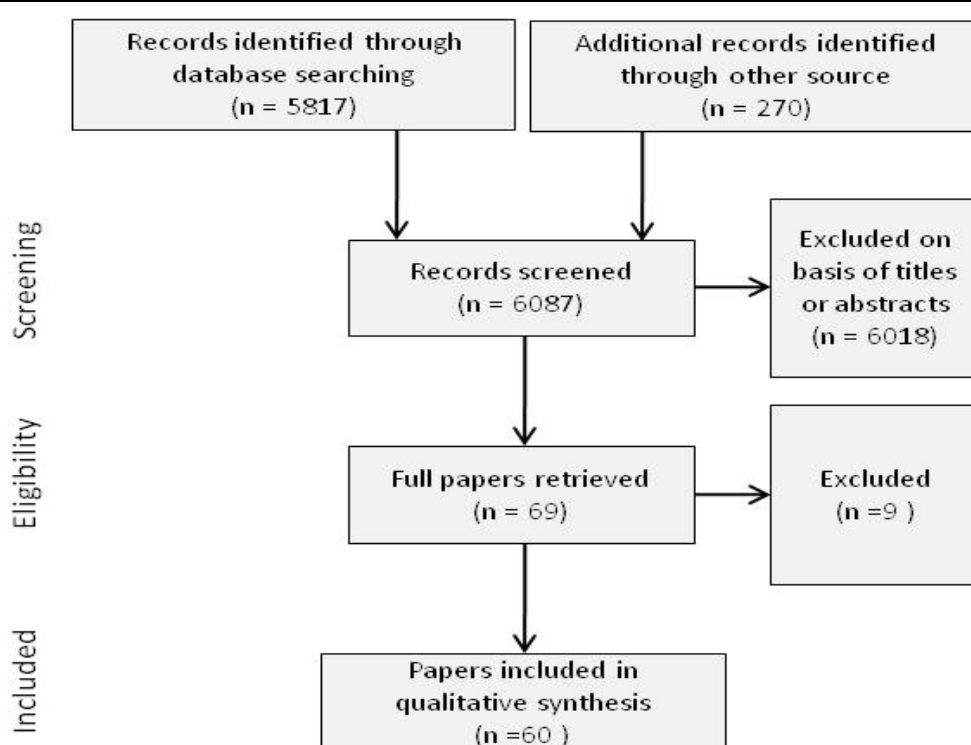 Records identified through
database searching
(n = 5817)
Additional records identified
through other source
(n = 270)
Screening
Records screened
(n = 6087)
Excluded on
basis of titles
or abstracts
(n = 6018)
Eligibility
Full papers retrieved
(n = 69)
Excluded
(n =9 )
Included
Papers included in
qualitative synthesis
(n =60 )